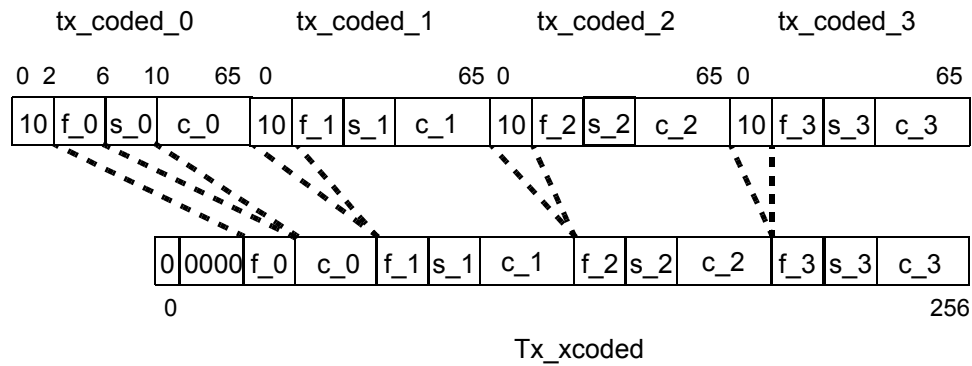 tx_coded_0 tx_coded_1 tx_coded_2 tx_coded_3
0 2 6 10 65 0 65 0 65 0 65
10 f_0 s_0 c_0 10 f_1 s_1 c_1 10 f_2 s_2 c_2 10 f_3 s_3 c_3
0 0000 f_0 c_0 f_1 s_1 c_1 f_2 s_2 c_2 f_3 s_3 c_3
0 256
Tx_xcoded